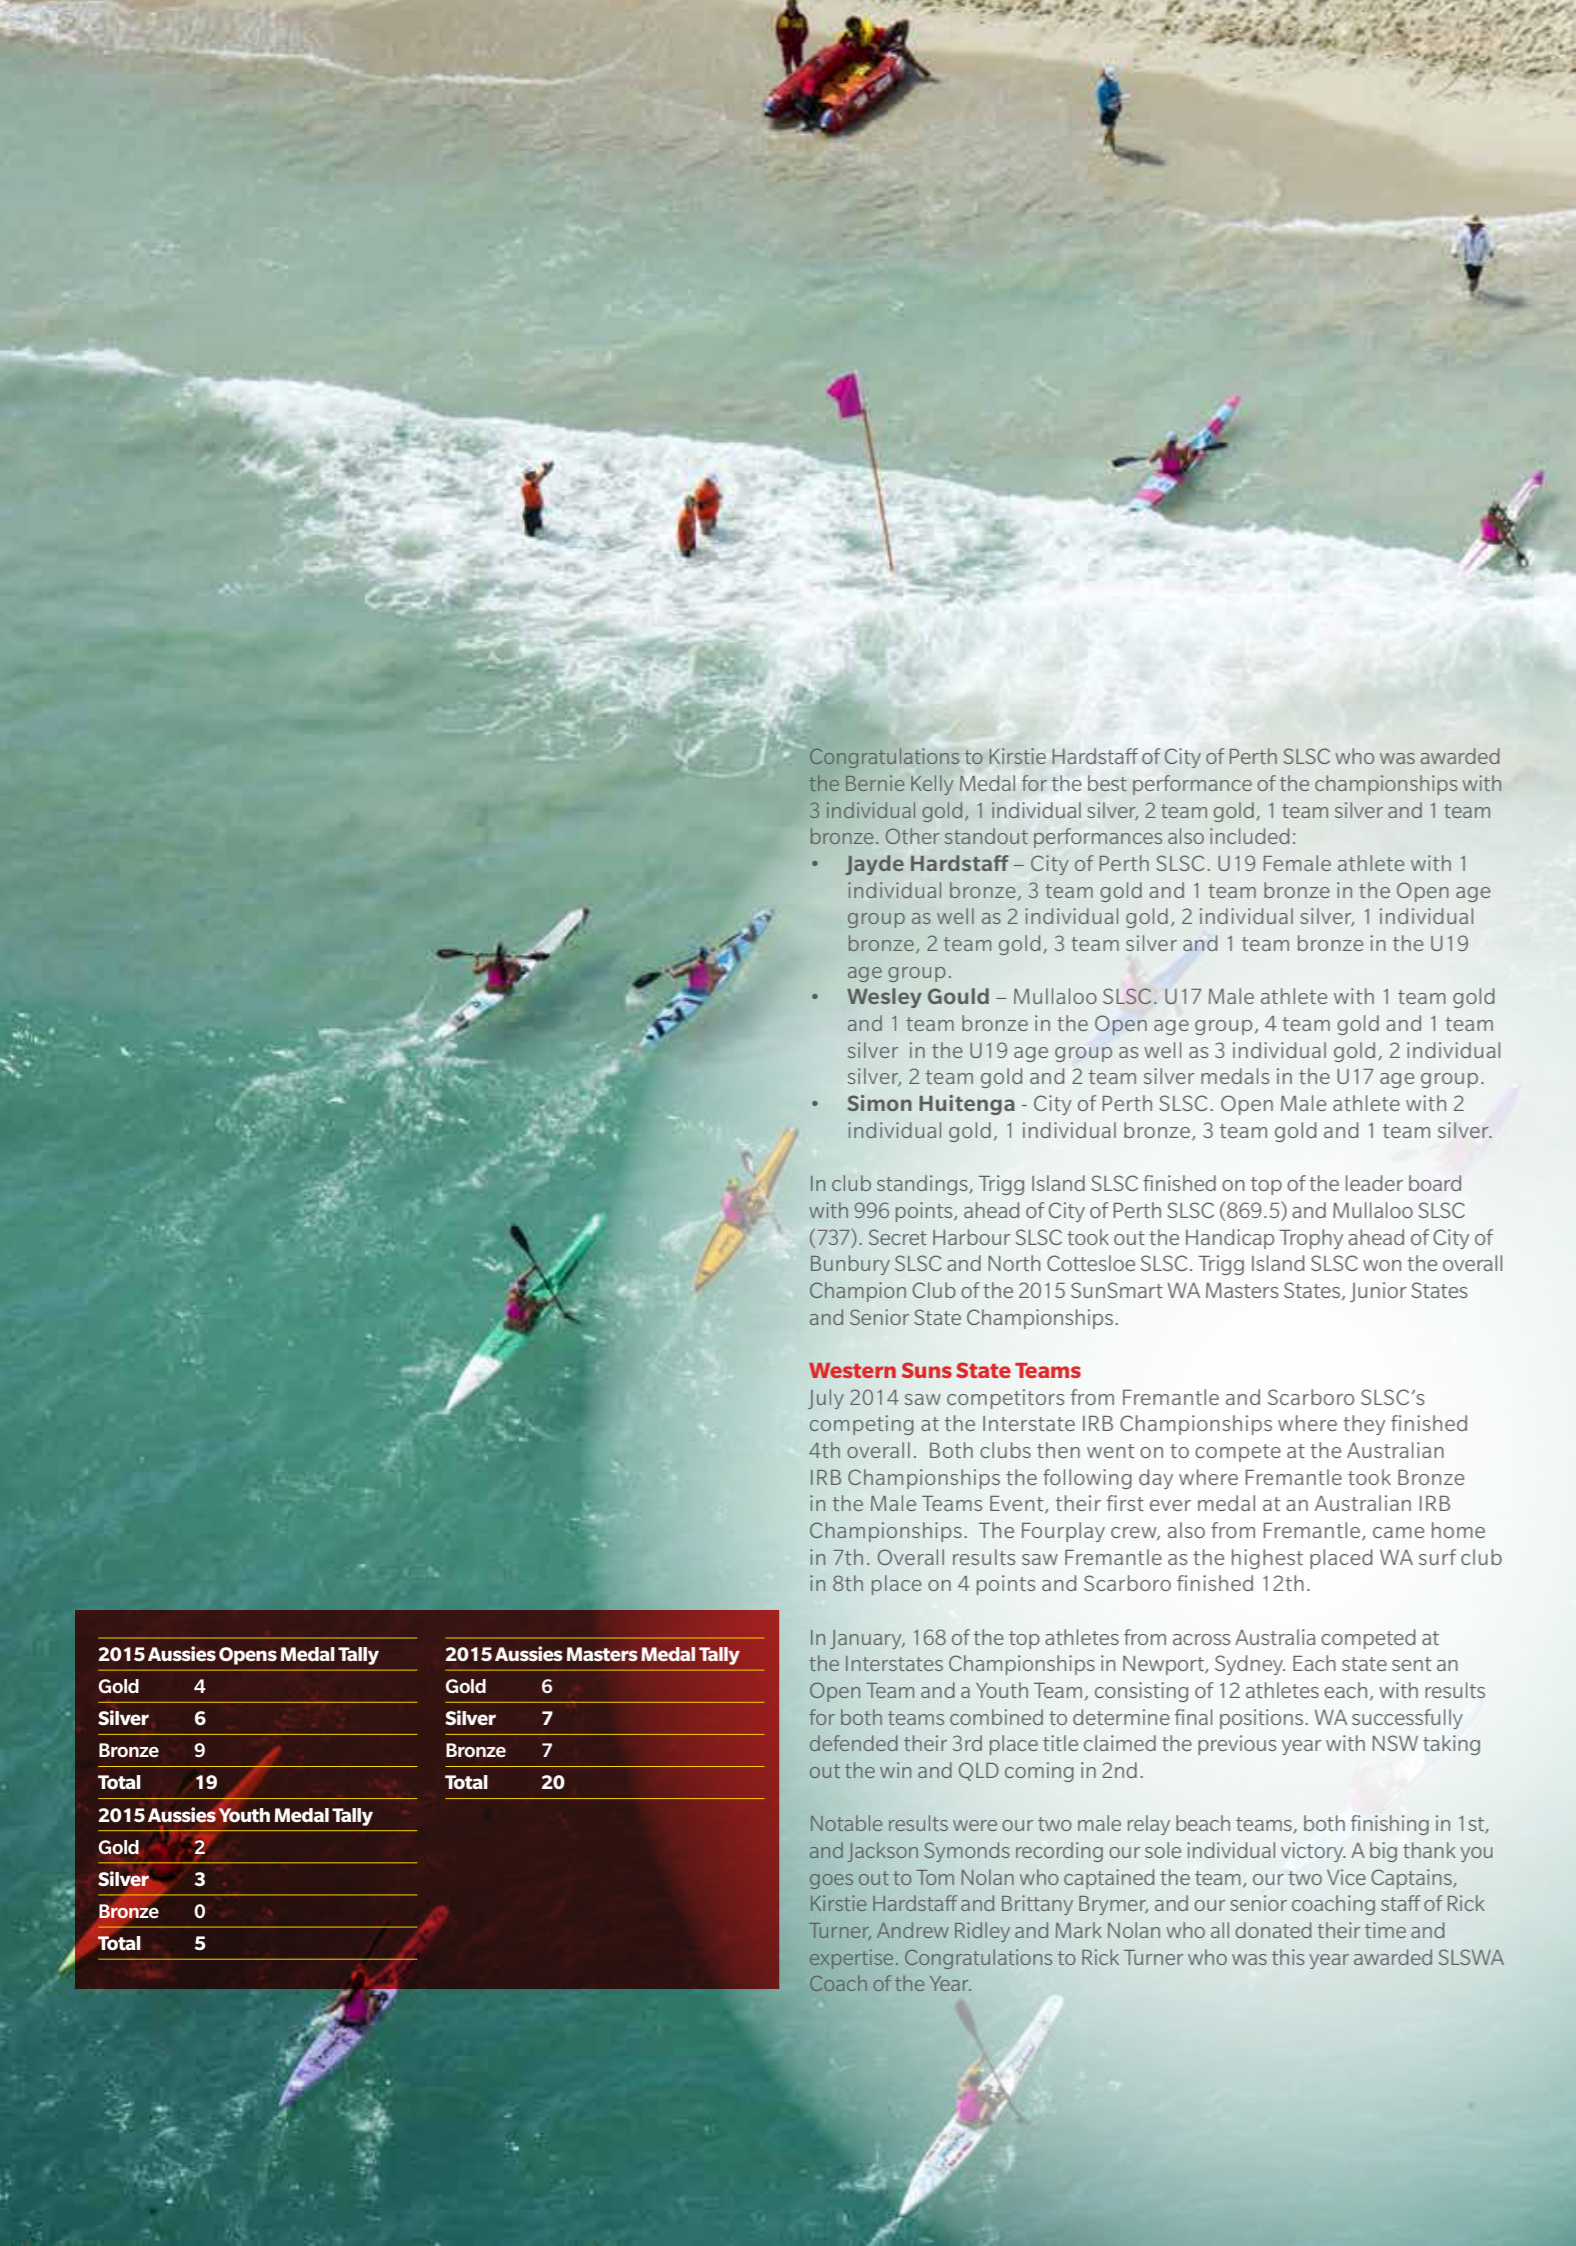 Congratulations to Kirstie Hardstaff of City of Perth SLSC who was awarded
the Bernie Kelly Medal for the best performance of the championships with
3 individual gold, 1 individual silver, 2 team gold, 1 team silver and 1 team
bronze. Other standout performances also included:
• Jayde Hardstaff – City of Perth SLSC. U19 Female athlete with 1
individual bronze, 3 team gold and 1 team bronze in the Open age
group as well as 2 individual gold, 2 individual silver, 1 individual
bronze, 2 team gold, 3 team silver and 1 team bronze in the U19
age group.
• Wesley Gould – Mullaloo SLSC. U17 Male athlete with 1 team gold
and 1 team bronze in the Open age group, 4 team gold and 1 team
silver in the U19 age group as well as 3 individual gold, 2 individual
silver, 2 team gold and 2 team silver medals in the U17 age group.
• Simon Huitenga - City of Perth SLSC. Open Male athlete with 2
individual gold, 1 individual bronze, 3 team gold and 1 team silver.
In club standings, Trigg Island SLSC finished on top of the leader board
with 996 points, ahead of City of Perth SLSC (869.5) and Mullaloo SLSC
(737). Secret Harbour SLSC took out the Handicap Trophy ahead of City of
Bunbury SLSC and North Cottesloe SLSC. Trigg Island SLSC won the overall
Champion Club of the 2015 SunSmart WA Masters States, Junior States
and Senior State Championships.
Western Suns State Teams
July 2014 saw competitors from Fremantle and Scarboro SLSC's
competing at the Interstate IRB Championships where they finished
4th overall. Both clubs then went on to compete at the Australian
IRB Championships the following day where Fremantle took Bronze
in the Male Teams Event, their first ever medal at an Australian IRB
Championships. The Fourplay crew, also from Fremantle, came home
in 7th. Overall results saw Fremantle as the highest placed WA surf club
in 8th place on 4 points and Scarboro finished 12th.
In January, 168 of the top athletes from across Australia competed at
the Interstates Championships in Newport, Sydney. Each state sent an
Open Team and a Youth Team, consisting of 12 athletes each, with results
for both teams combined to determine final positions. WA successfully
defended their 3rd place title claimed the previous year with NSW taking
out the win and QLD coming in 2nd.
Notable results were our two male relay beach teams, both finishing in 1st,
and Jackson Symonds recording our sole individual victory. A big thank you
goes out to Tom Nolan who captained the team, our two Vice Captains,
Kirstie Hardstaff and Brittany Brymer, and our senior coaching staff of Rick
Turner, Andrew Ridley and Mark Nolan who all donated their time and
expertise. Congratulations to Rick Turner who was this year awarded SLSWA
Coach of the Year.
2015 Aussies Opens Medal Tally
Gold 4
Silver 6
Bronze 9
Total 19
2015 Aussies Youth Medal Tally
Gold 2
Silver 3
Bronze 0
Total 5
2015 Aussies Masters Medal Tally
Gold 6
Silver 7
Bronze 7
Total 20